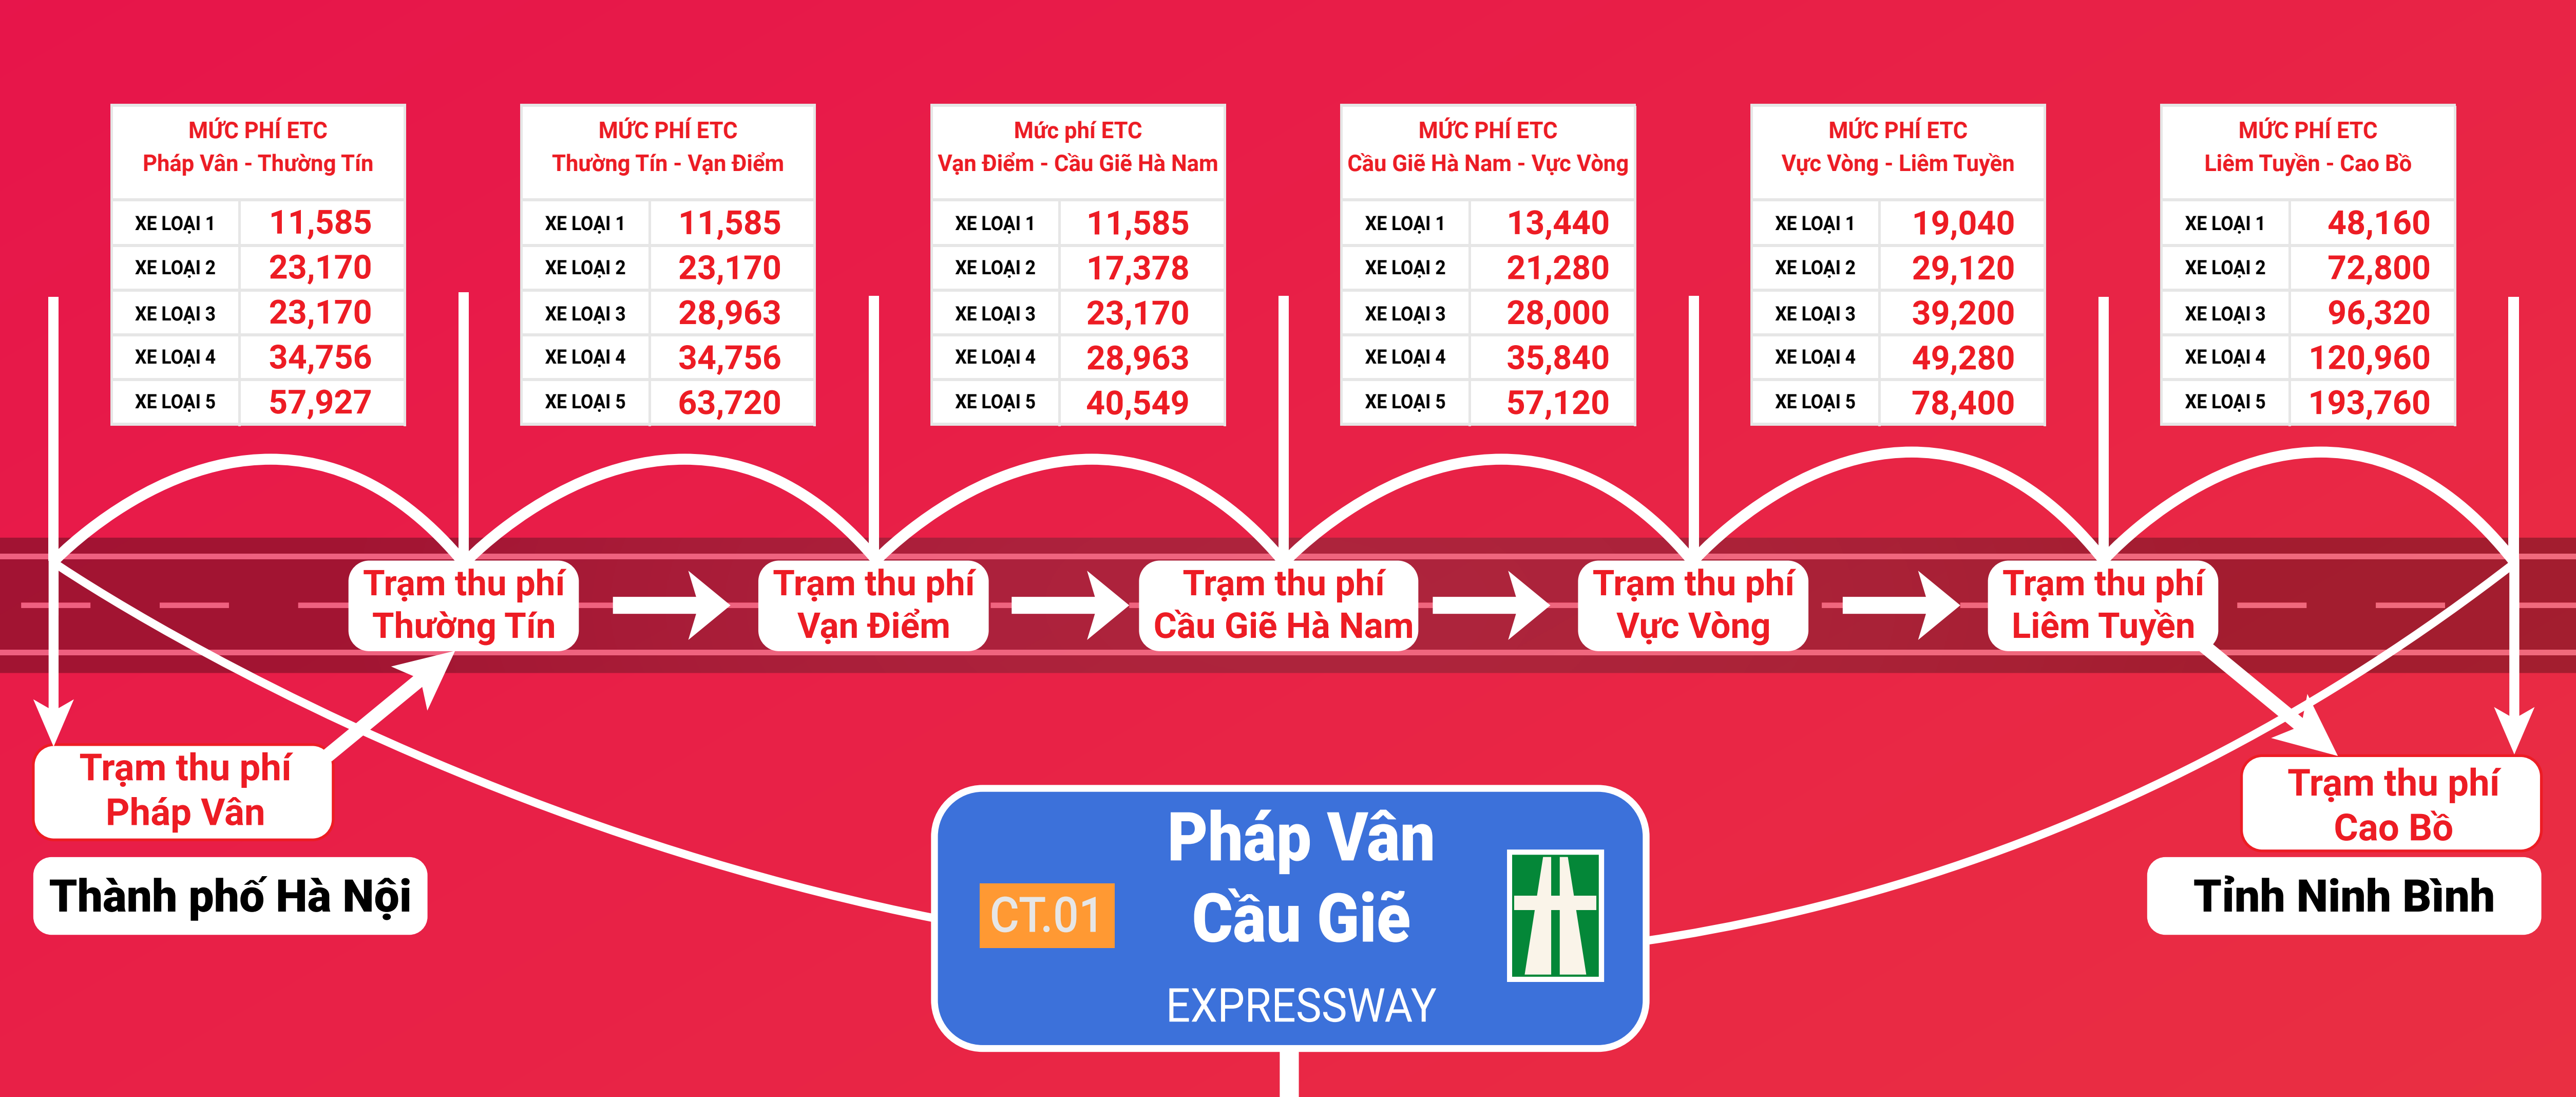 MỨC PHÍ ETC
Pháp Vân - Thường Tín
XE LOẠI 1 11,585
XE LOẠI 2 23,170
XE LOẠI 3 23,170
XE LOẠI 4 34,756
XE LOẠI 5 57,927
MỨC PHÍ ETC
Thường Tín - Vạn Điểm
XE LOẠI 1 11,585
XE LOẠI 2 23,170
XE LOẠI 3 28,963
XE LOẠI 4 34,756
XE LOẠI 5 63,720
Mức phí ETC
Vạn Điểm - Cầu Giẽ Hà Nam
XE LOẠI 1 11,585
XE LOẠI 2 17,378
XE LOẠI 3 23,170
XE LOẠI 4 28,963
XE LOẠI 5 40,549
MỨC PHÍ ETC
Cầu Giẽ Hà Nam - Vực Vòng
XE LOẠI 1 13,440
XE LOẠI 2 21,280
XE LOẠI 3 28,000
XE LOẠI 4 35,840
XE LOẠI 5 57,120
MỨC PHÍ ETC
Vực Vòng - Liêm Tuyền
XE LOẠI 1 19,040
XE LOẠI 2 29,120
XE LOẠI 3 39,200
XE LOẠI 4 49,280
XE LOẠI 5 78,400
MỨC PHÍ ETC
Liêm Tuyền - Cao Bồ
XE LOẠI 1 48,160
XE LOẠI 2 72,800
XE LOẠI 3 96,320
XE LOẠI 4 120,960
XE LOẠI 5 193,760
Trạm thu phí
Thường Tín
Trạm thu phí
Vạn Điểm
Trạm thu phí
Cầu Giẽ Hà Nam
Trạm thu phí
Vực Vòng
Trạm thu phí
Liêm Tuyền
Trạm thu phí
Pháp Vân
Thành phố Hà Nội
CT.01
Pháp Vân
Cầu Giẽ
EXPRESSWAY
Trạm thu phí
Cao Bồ
Tỉnh Ninh Bình